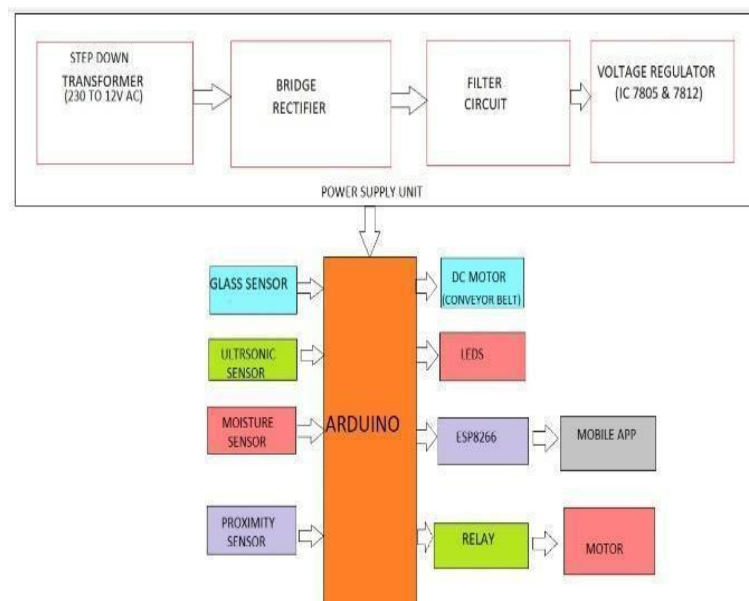 STEP DOWN
TRANSFORMER
(230 TO 12V AC)
BRIDGE
RECTIFIER
FILTER
CIRCUIT
VOLTAGE REGULATOR
(IC 7805 & 7812)
POWER SUPPLY UNIT
GLASS SENSOR
ULTRSONIC
SENSOR
MOISTURE
SENSOR
PROXIMITY
SENSOR
ARDUINO
DC MOTOR
(CONVEYOR BELT)
LEDS
ESP8266
MOBILE APP
RELAY
MOTOR